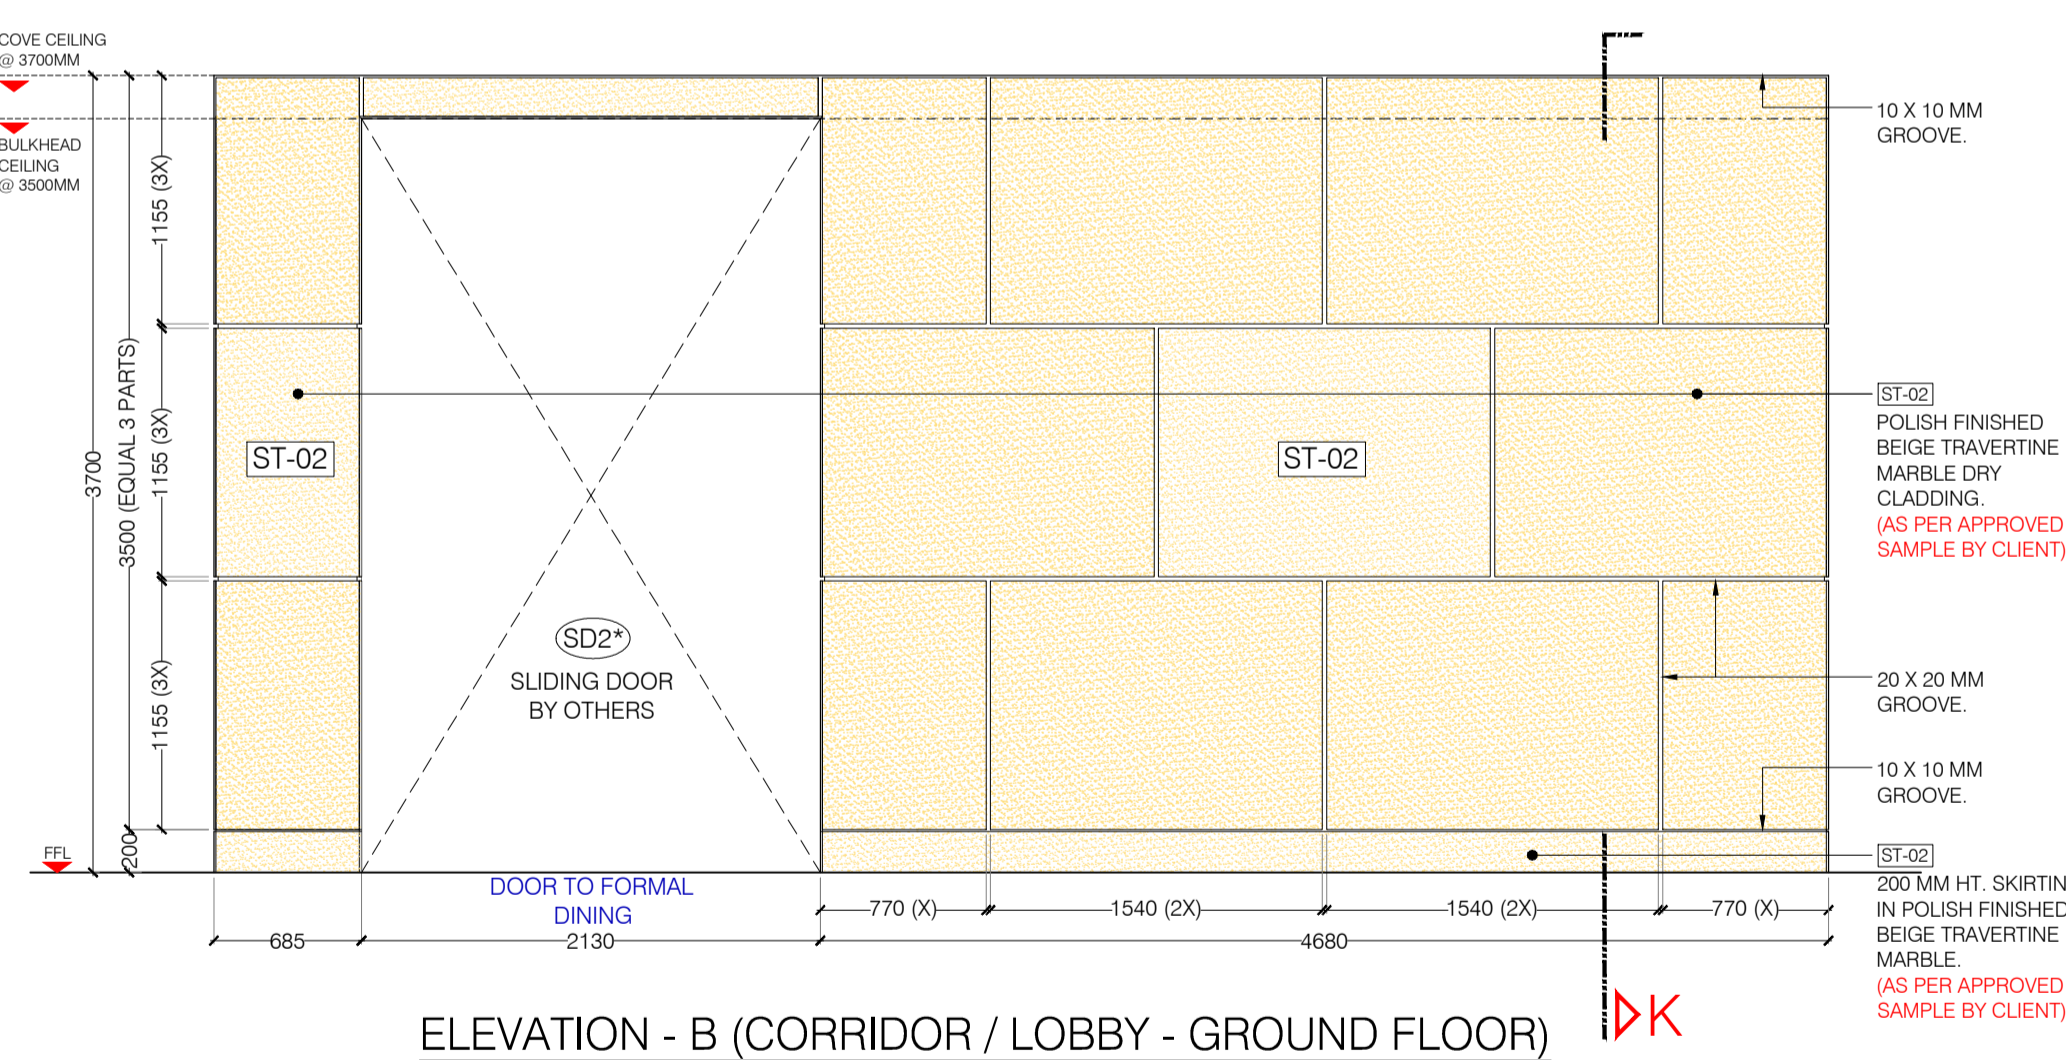 COVE CEILING
@ 3700MM
BULKHEAD
CEILING
@ 3500MM
3700
3500 (EQUAL 3 PARTS)
200
1155 (3X)
1155 (3X)
1155 (3X)
FFL
ST-02
ST-02
SD2*
SLIDING DOOR
BY OTHERS
DOOR TO FORMAL
DINING
10 X 10 MM
GROOVE.
ST-02
POLISH FINISHED
BEIGE TRAVERTINE
MARBLE DRY
CLADDING.
(AS PER APPROVED
SAMPLE BY CLIENT)
20 X 20 MM
GROOVE.
10 X 10 MM
GROOVE.
ST-02
200 MM HT. SKIRTIN
IN POLISH FINISHED
BEIGE TRAVERTINE
MARBLE.
(AS PER APPROVED
SAMPLE BY CLIENT)
770 (X)
1540 (2X)
1540 (2X)
770 (X)
685
2130
4680
K
ELEVATION - B (CORRIDOR / LOBBY - GROUND FLOOR)